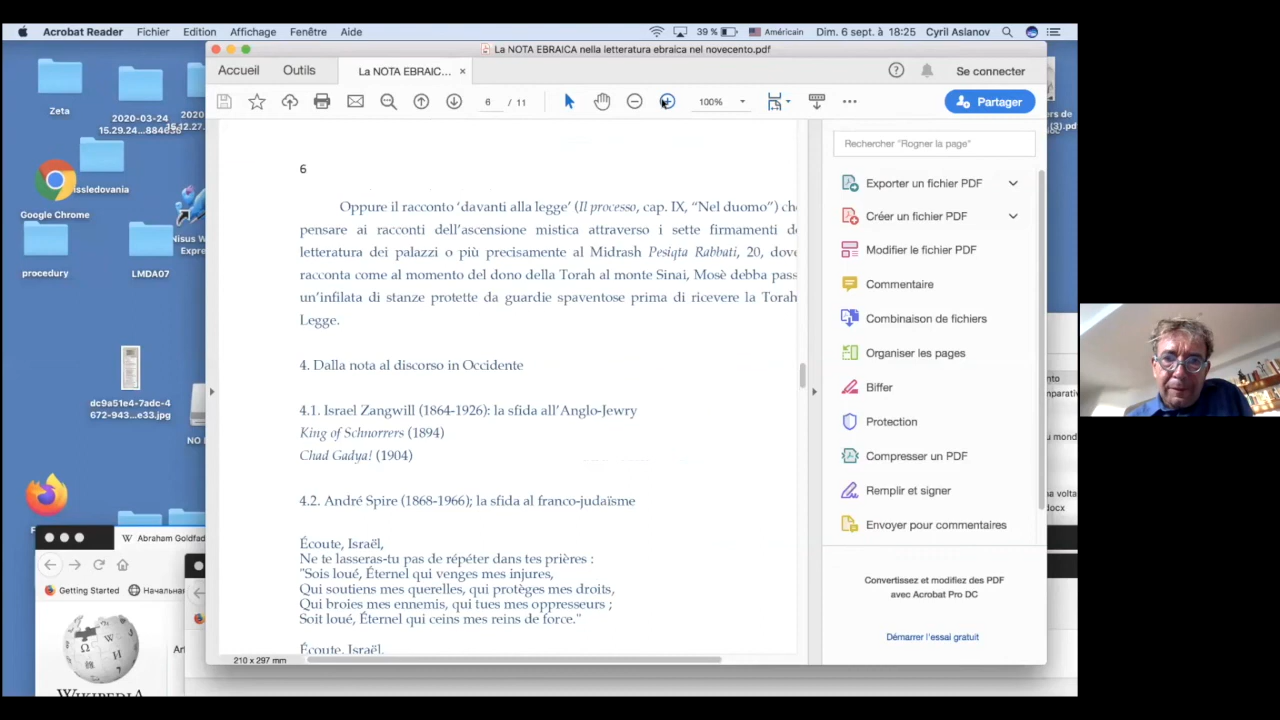 Acrobat Reader Fichier Edition Affichage Fenêtre Aide 39 % Américain Dim. 6 sept. à 18:25 Cyril Aslanov
La NOTA EBRAICA nella letteratura ebraica nel novecento.pdf
Accueil Outils La NOTA EBRAIC... × Se connecter
6 / 11 100% Partager
Zeta
2020-03-24
15.29.24...884636
issledovania
Google Chrome
Nisus W
Expre
procedury
LMDA07
dc9a51e4-7adc-4
672-943...e33.jpg
NO
6
Oppure il racconto 'davanti alla legge' (Il processo, cap. IX, “Nel duomo”) ch
pensare ai racconti dell'ascensione mistica attraverso i sette firmamenti d
letteratura dei palazzi o più precisamente al Midrash Pesiqta Rabbati, 20, dov
racconta come al momento del dono della Torah al monte Sinai, Mosè debba pass
un'infilata di stanze protette da guardie spaventose prima di ricevere la Torah
Legge.
4. Dalla nota al discorso in Occidente
4.1. Israel Zangwill (1864-1926): la sfida all'Anglo-Jewry
King of Schnorrers (1894)
Chad Gadya! (1904)
4.2. André Spire (1868-1966); la sfida al franco-judaïsme
Écoute, Israël,
Ne te lasseras-tu pas de répéter dans tes prières :
"Sois loué, Éternel qui venges mes injures,
Qui soutiens mes querelles, qui protèges mes droits,
Qui broies mes ennemis, qui tues mes oppresseurs ;
Soit loué, Éternel qui ceins mes reins de force."
Écoute, Israël,
210 x 297 mm
Rechercher "Rogner la page"
Exporter un fichier PDF
Créer un fichier PDF
Modifier le fichier PDF
Commentaire
Combinaison de fichiers
Organiser les pages
Biffer
Protection
Compresser un PDF
Remplir et signer
Envoyer pour commentaires
Convertissez et modifiez des PDF
avec Acrobat Pro DC
Démarrer l'essai gratuit
Abraham Goldfad
Getting Started Начальна
WIKIPEDIA